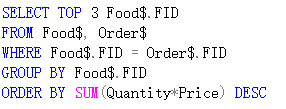 SELECT TOP 3 Food$.FID
FROM Food$, Order$
WHERE Food$.FID = Order$.FID
GROUP BY Food$.FID
ORDER BY SUM(Quantity*Price) DESC